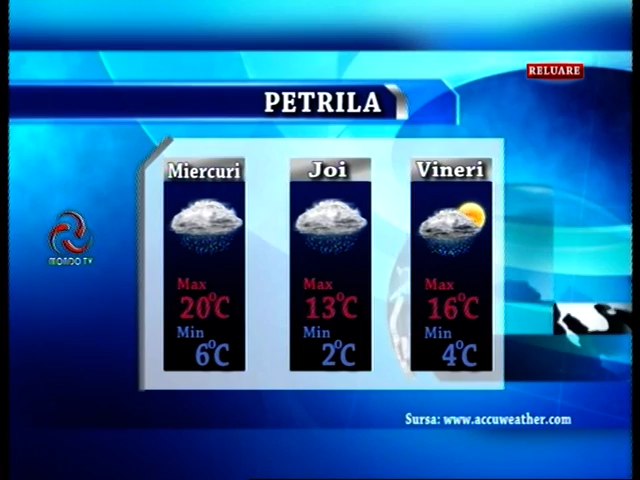 RELUARE
PETRILA
Miercuri
Joi
Vineri
Max
20°C
Min
6°C
Max
13°C
Min
2°C
Max
16°C
Min
4°C
MONDO TV
Sursa: www.accuweather.com